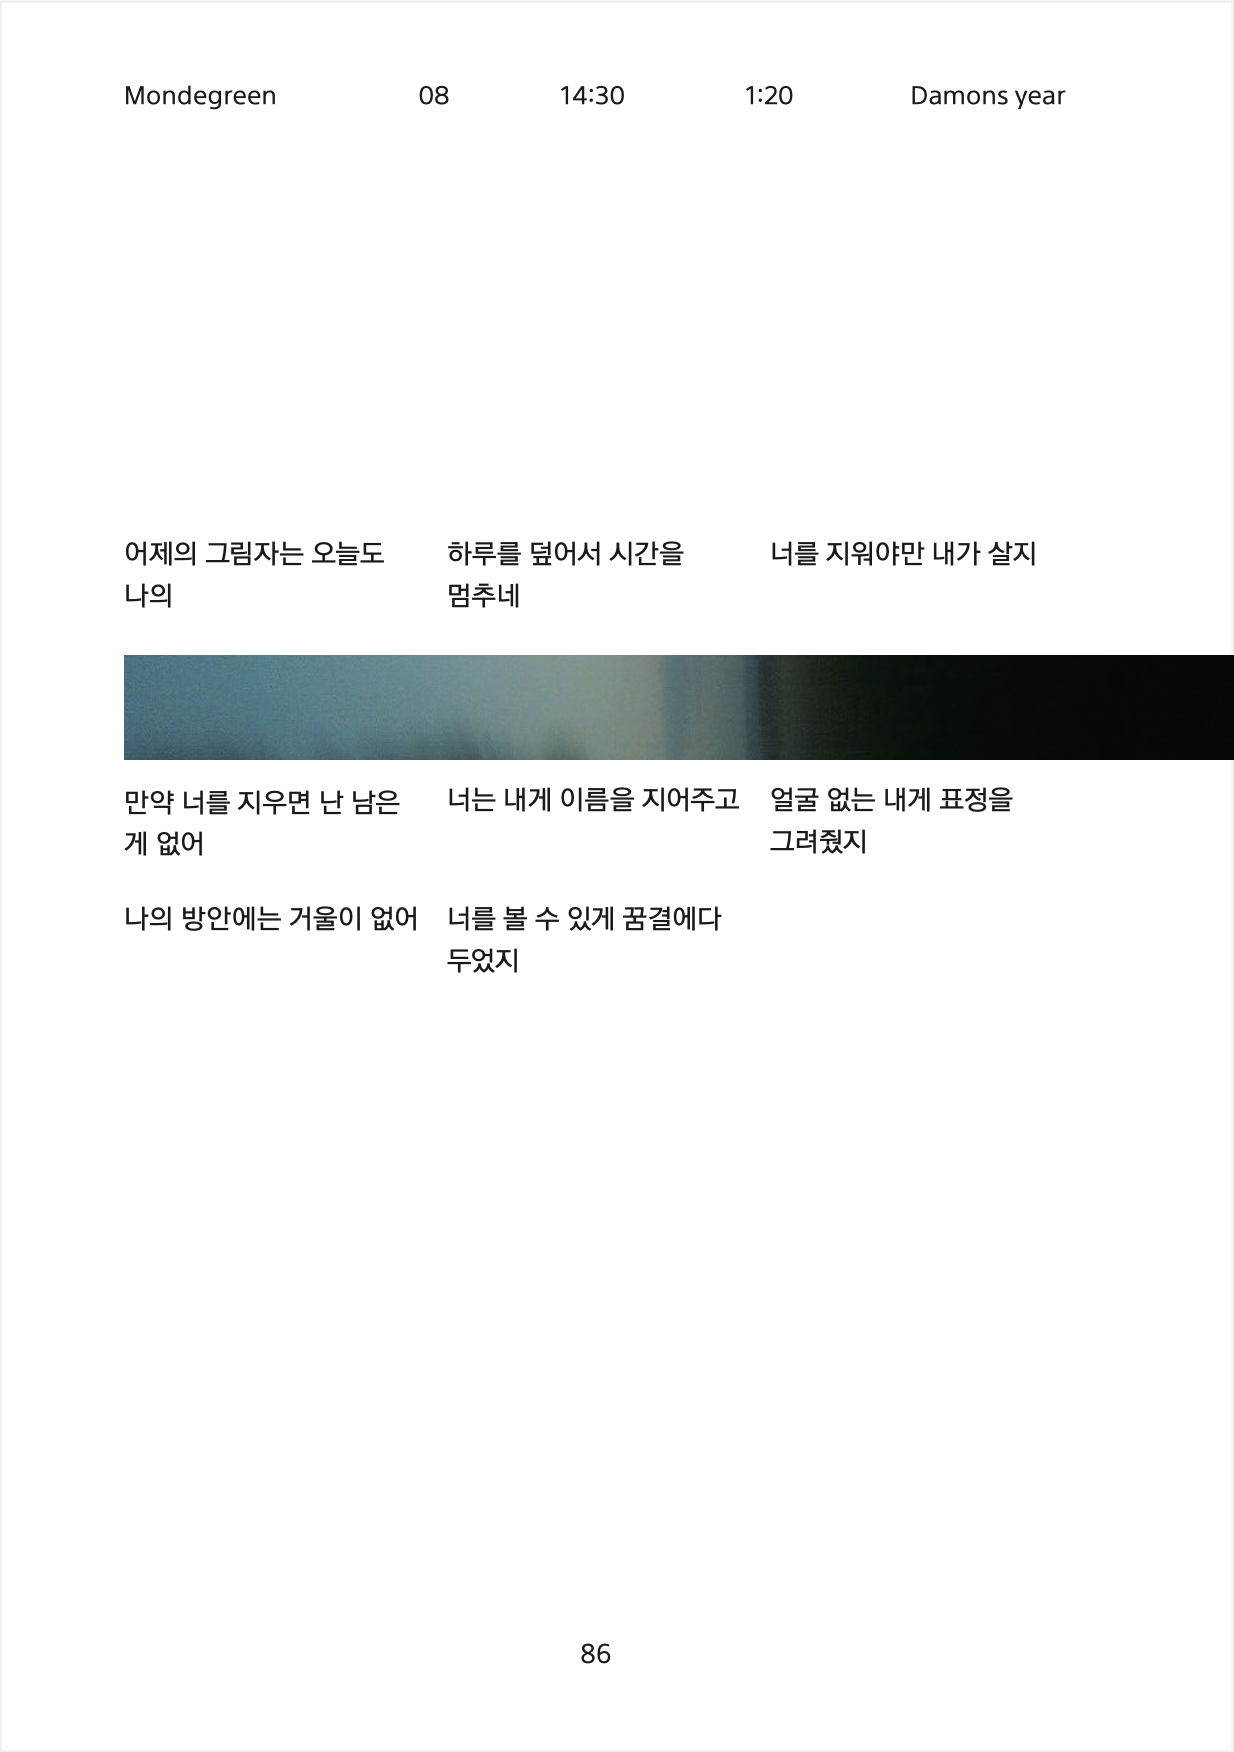 Mondegreen 08 14:30 1:20 Damons year
어제의 그림자는 오늘도
나의
하루를 덮어서 시간을
멈추네
너를 지워야만 내가 살지
만약 너를 지우면 난 남은
게 없어
너는 내게 이름을 지어주고
얼굴 없는 내게 표정을
그려줬지
나의 방안에는 거울이 없어
너를 볼 수 있게 꿈결에다
두었지
86